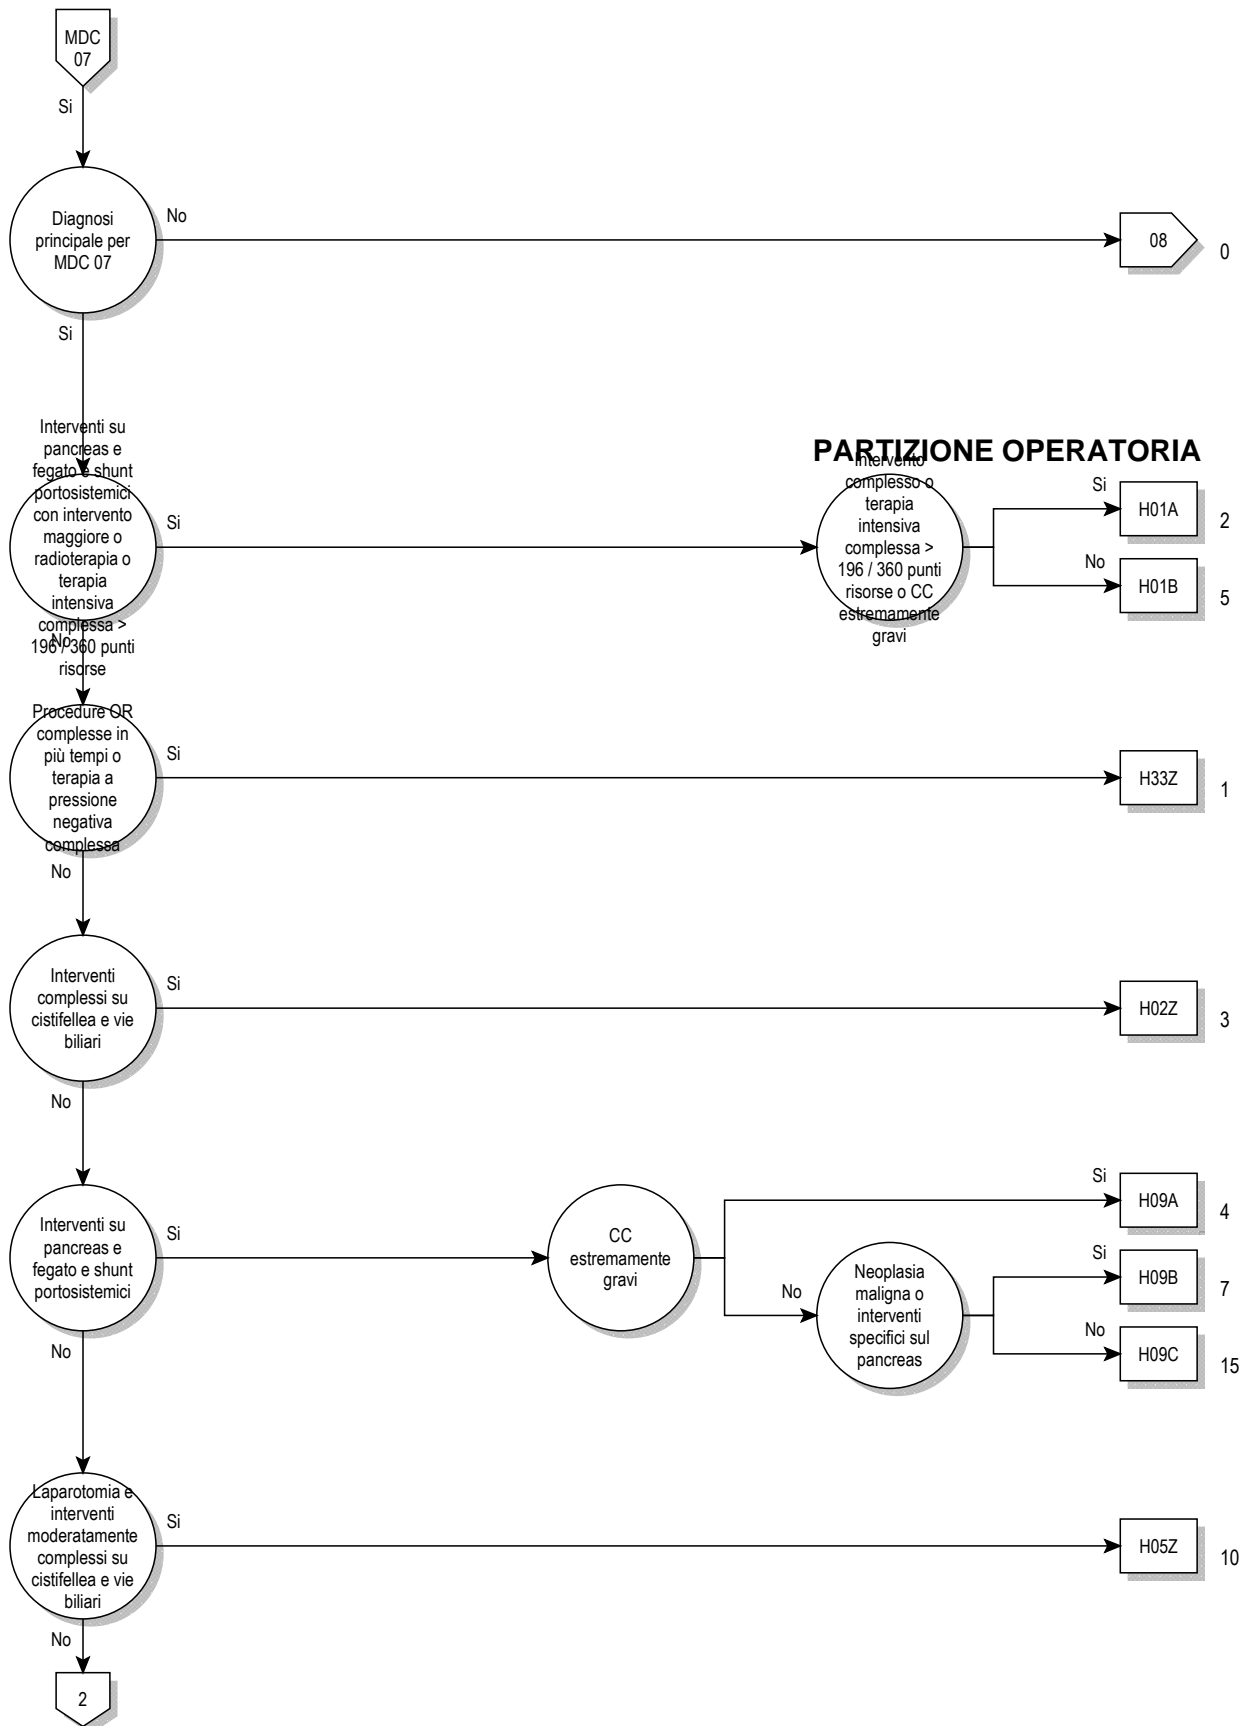 MDC
07
Si
Diagnosi
principale per
MDC 07
No
08
0
Si
PARTIZIONE OPERATORIA
Interventi su
pancreas e
fegato e shunt
portosistemici
con intervento
maggiore o
radioterapia o
terapia
intensiva
complessa >
196 / 360 punti
risorse
Si
Intervento
complesso o
terapia
intensiva
complessa >
196 / 360 punti
risorse o CC
estremamente
gravi
Si
H01A
2
No
H01B
5
No
Procedure OR
complesse in
più tempi o
terapia a
pressione
negativa
complessa
Si
H33Z
1
No
Interventi
complessi su
cistifellea e vie
biliari
Si
H02Z
3
No
Interventi su
pancreas e
fegato e shunt
portosistemici
Si
CC
estremamente
gravi
Si
H09A
4
No
Neoplasia
maligna o
interventi
specifici sul
pancreas
Si
H09B
7
No
H09C
15
No
Laparotomia e
interventi
moderatamente
complessi su
cistifellea e vie
biliari
Si
H05Z
10
No
2